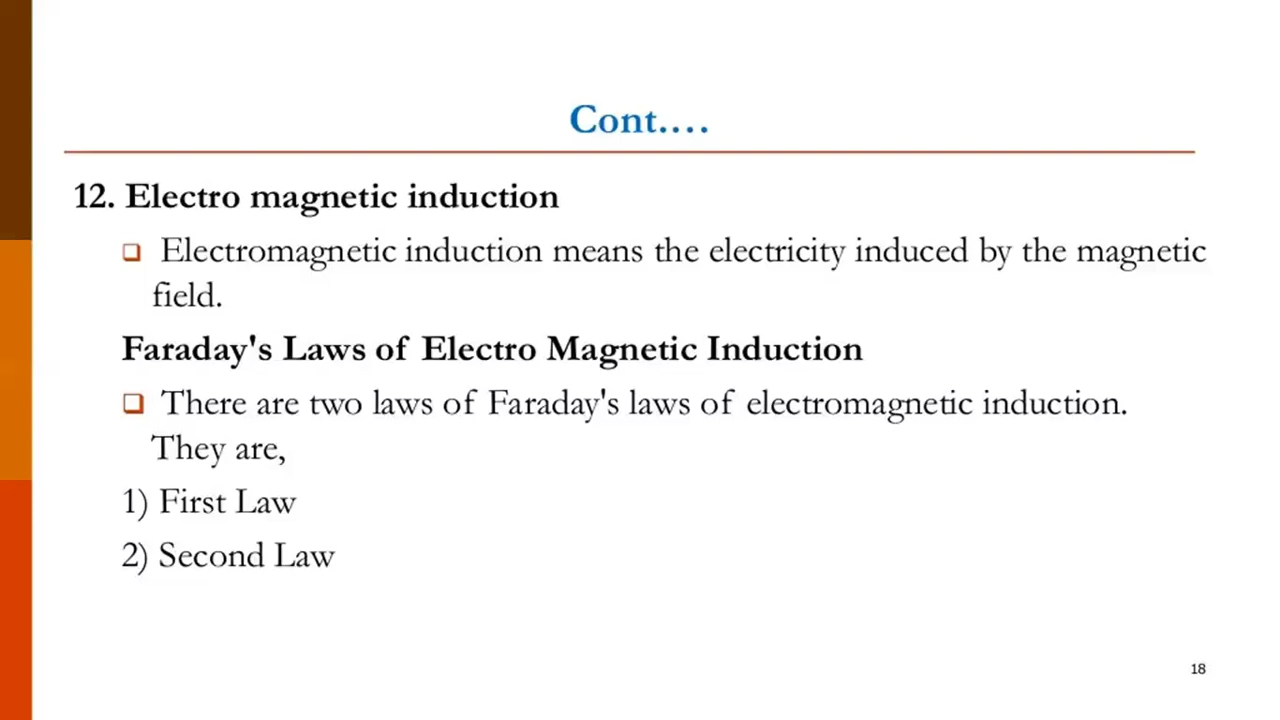 Cont.…
12. Electro magnetic induction
❑ Electromagnetic induction means the electricity induced by the magnetic
field.
Faraday's Laws of Electro Magnetic Induction
❑ There are two laws of Faraday's laws of electromagnetic induction.
They are,
1) First Law
2) Second Law
18